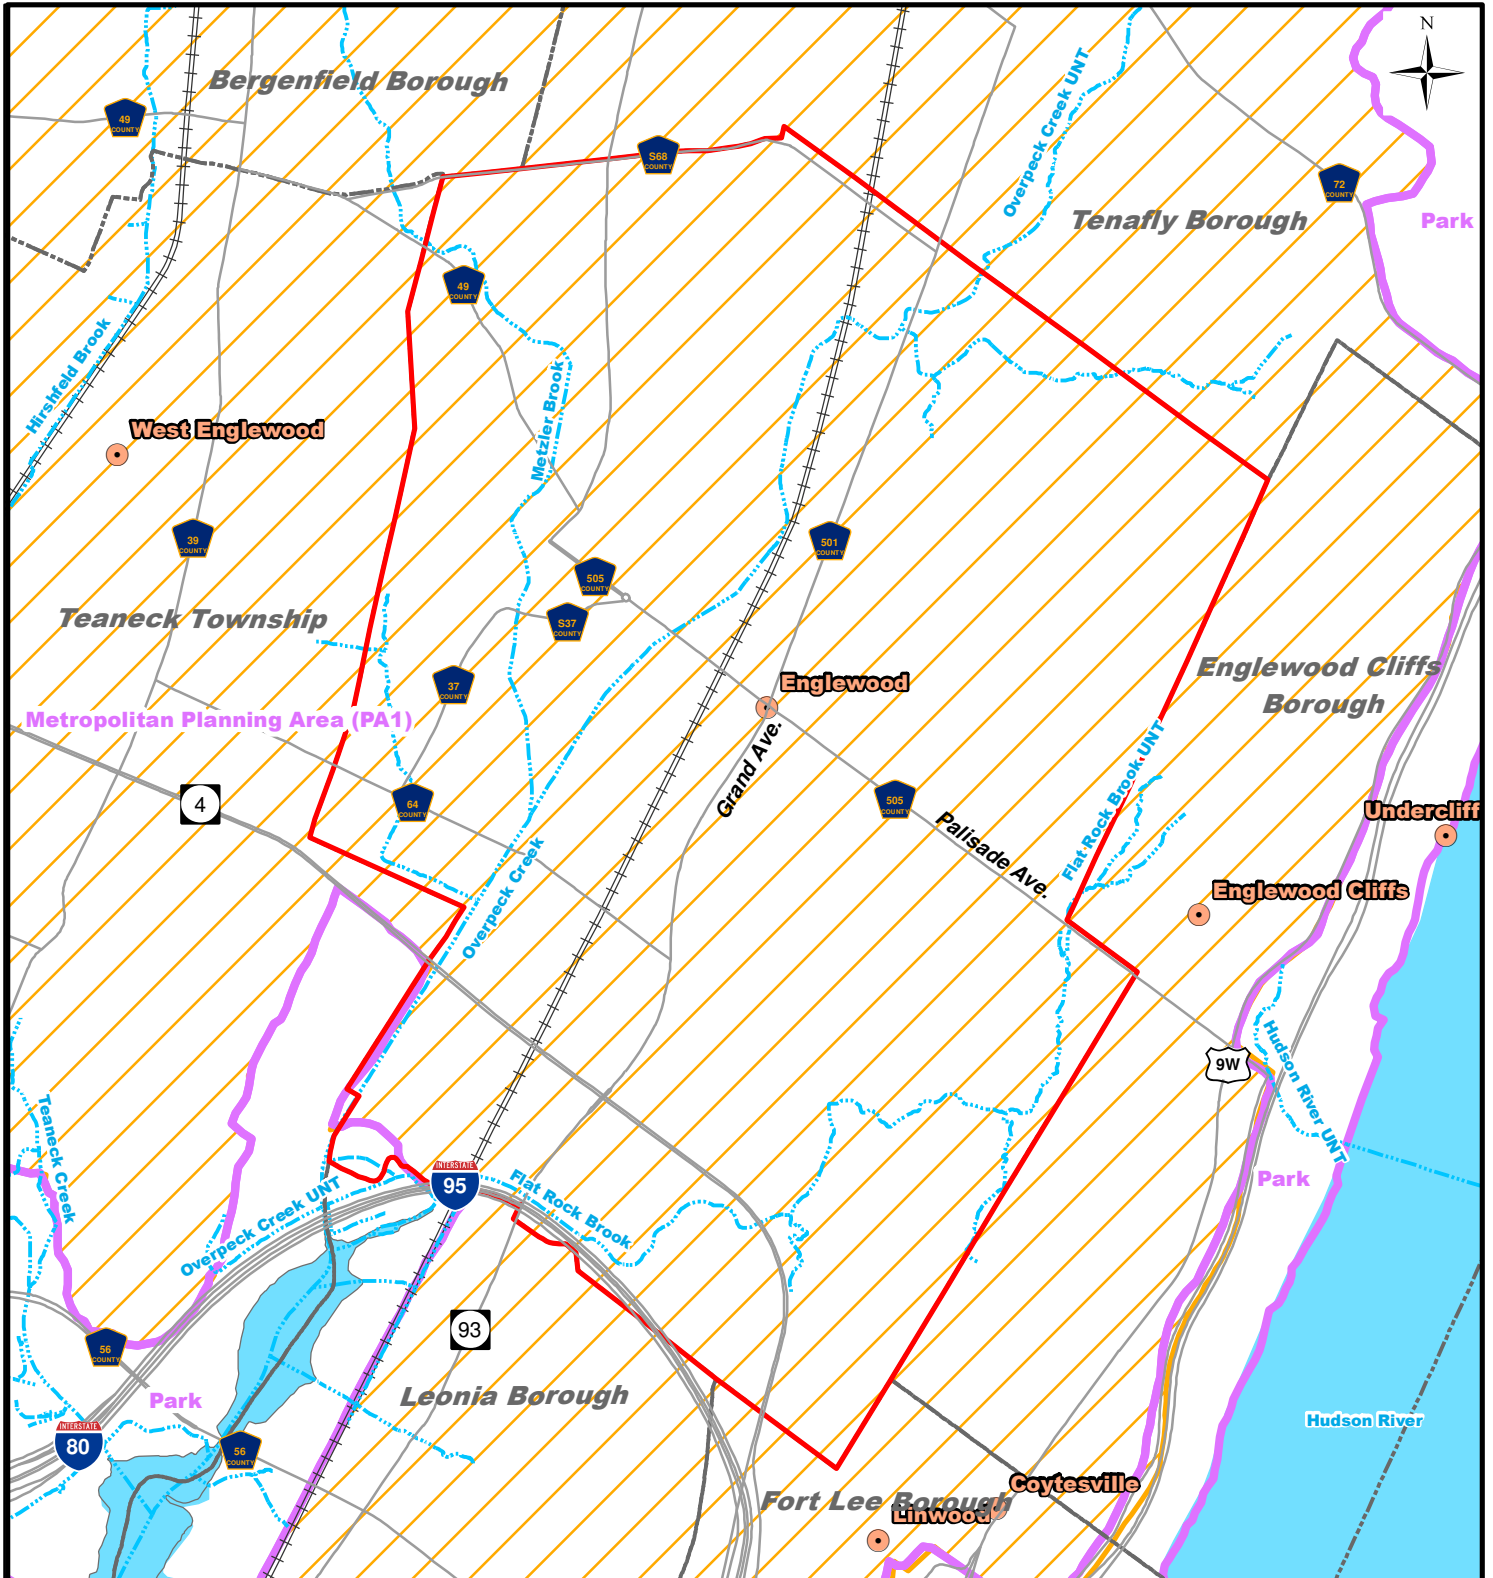 N
Bergenfield Borough
49
COUNTY
S68
COUNTY
Overpeck Creek UNT
72
COUNTY
Tenafly Borough
Park
49
COUNTY
Hirshfeld Brook
Metzler Brook
West Englewood
39
COUNTY
501
COUNTY
505
COUNTY
S37
COUNTY
Teaneck Township
37
COUNTY
Englewood
Englewood Cliffs
Borough
Metropolitan Planning Area (PA1)
Grand Ave.
Flat Rock Brook UNT
4
64
COUNTY
505
COUNTY
Palisade Ave.
Undercliff
Overpeck Creek
Englewood Cliffs
9W
Hudson River UNT
Teaneck Creek
Park
INTERSTATE
95
Flat Rock Brook
Overpeck Creek UNT
93
56
COUNTY
Leonia Borough
Park
Hudson River
INTERSTATE
80
56
COUNTY
Coytesville
Fort Lee Borough
Linwood